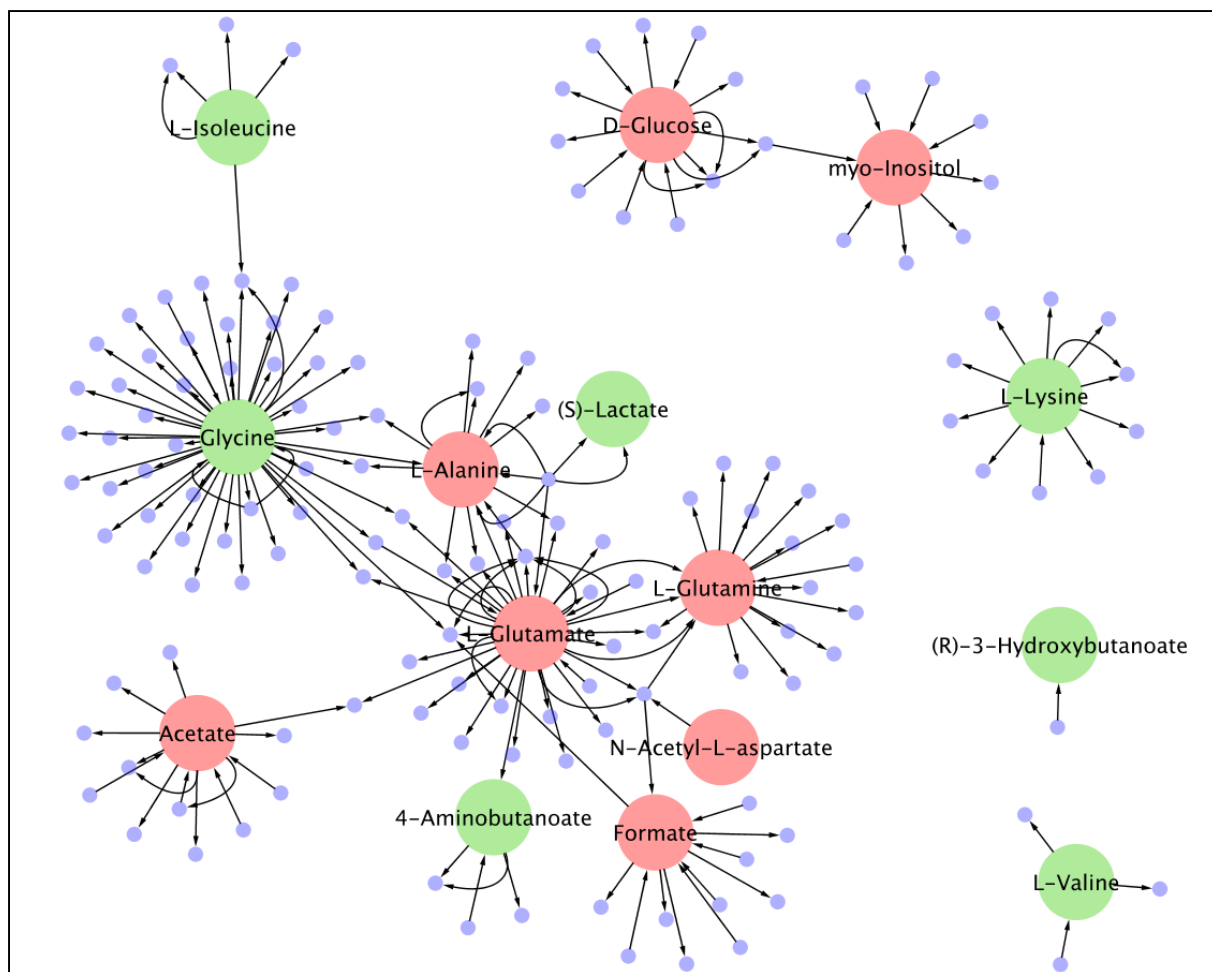 L-Isoleucine
D-Glucose
myo-Inositol
L-Lysine
(S)-Lactate
Glycine
L-Alanine
L-Glutamine
L-Glutamate
(R)-3-Hydroxybutanoate
Acetate
N-Acetyl-L-aspartate
4-Aminobutanoate
Formate
L-Valine